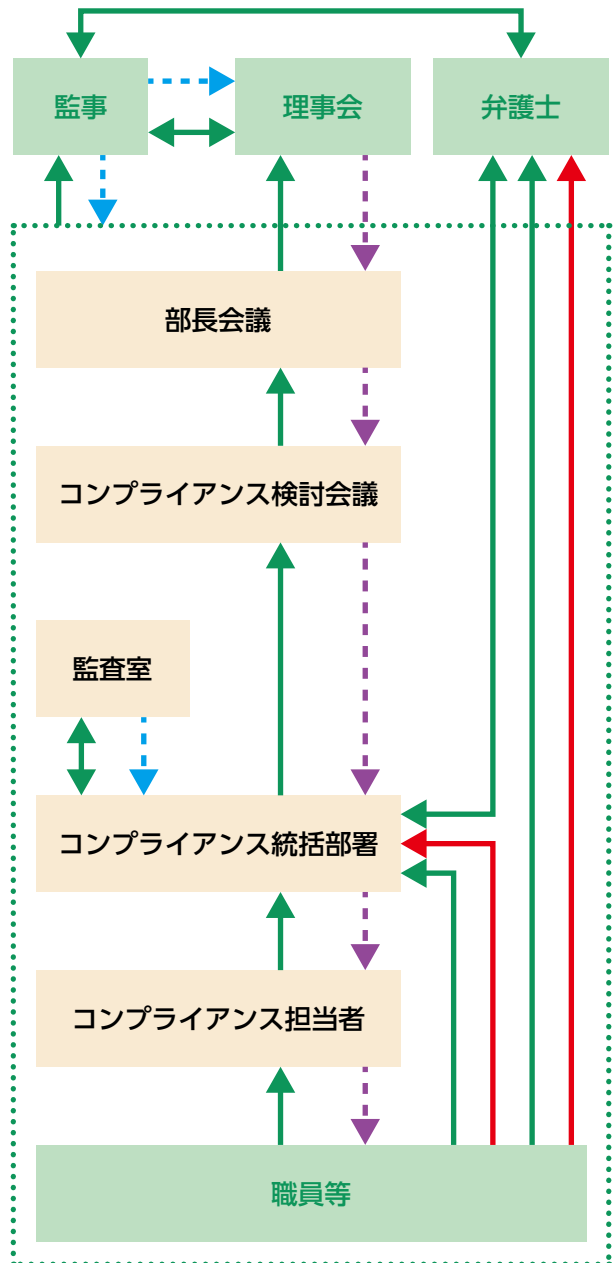 監事
理事会
弁護士
部長会議
コンプライアンス検討会議
監査室
コンプライアンス統括部署
コンプライアンス担当者
職員等